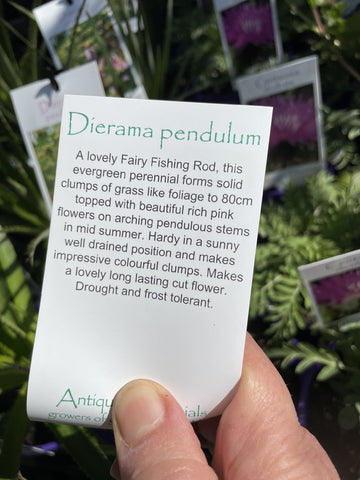 Dierama pendulum
A lovely Fairy Fishing Rod, this
evergreen perennial forms solid
clumps of grass like foliage to 80cm
topped with beautiful rich pink
flowers on arching pendulous stems
in mid summer. Hardy in a sunny
well drained position and makes
impressive colourful clumps. Makes
a lovely long lasting cut flower.
Drought and frost tolerant.
growers of